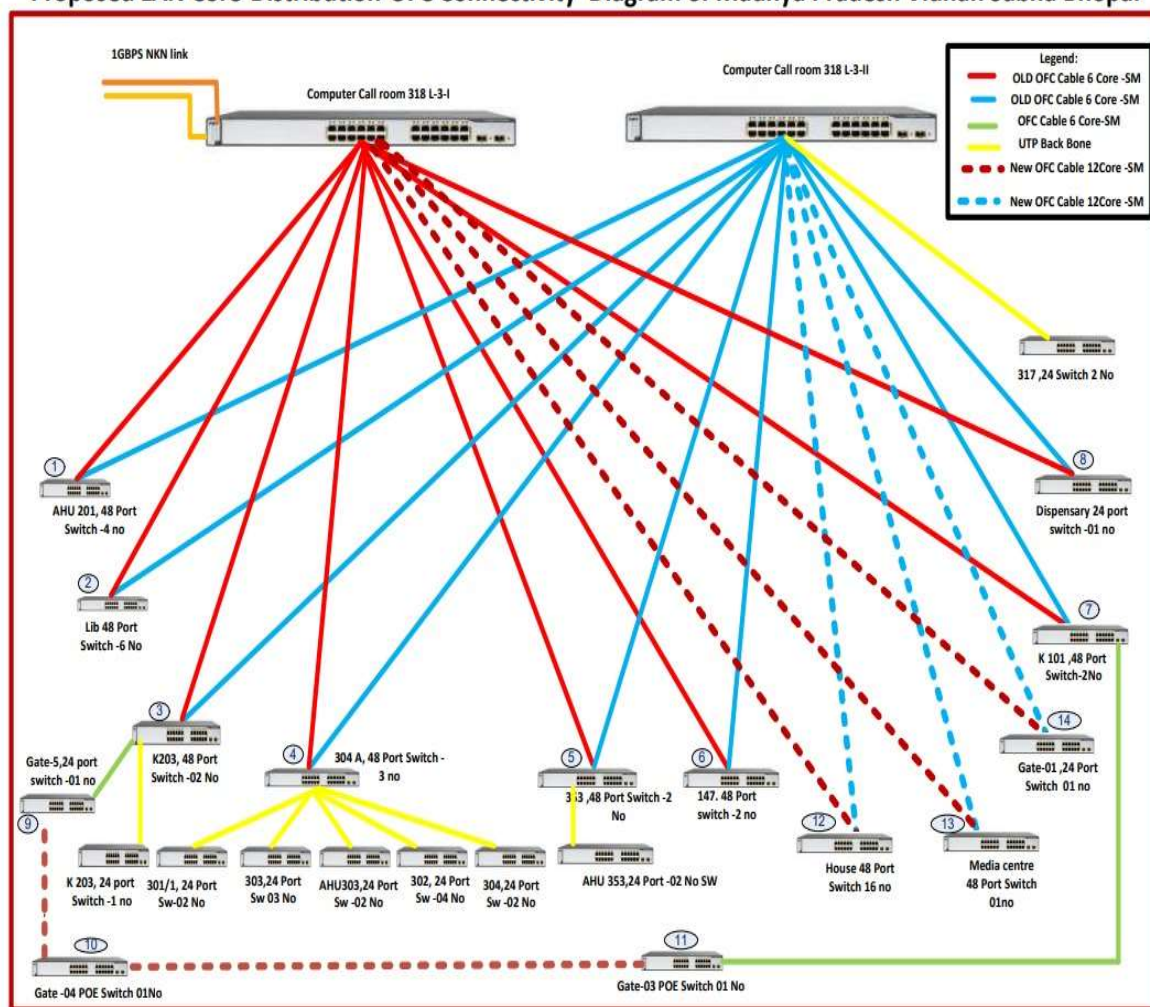 Proposed LAN Core-Distribution OFC Connectivity Diagram of Madhya Pradesh Vidhan Sabha Bhopal
1GBPS NKN link
Computer Call room 318 L-3-I
Computer Call room 318 L-3-II
Legend:
OLD OFC Cable 6 Core -SM
OLD OFC Cable 6 Core -SM
OFC Cable 6 Core-SM
UTP Back Bone
New OFC Cable 12Core -SM
New OFC Cable 12Core -SM
317 ,24 Switch 2 No
1
AHU 201, 48 Port
Switch -4 no
8
Dispensary 24 port
switch -01 no
2
Lib 48 Port
Switch -6 No
7
K 101 ,48 Port
Switch-2No
3
K203, 48 Port
Switch -02 No
Gate-5,24 port
switch -01 no
9
4
304 A, 48 Port Switch -
3 no
5
353 ,48 Port Switch -2
No
6
147. 48 Port
switch -2 no
14
Gate-01 ,24 Port
Switch 01 no
12
House 48 Port
Switch 16 no
13
Media centre
48 Port Switch
01no
K 203, 24 port
Switch -1 no
301/1, 24 Port
Sw-02 No
303,24 Port
Sw 03 No
AHU303,24 Port
Sw -02 No
302, 24 Port
Sw -04 No
304,24 Port
Sw -02 No
AHU 353,24 Port -02 No SW
10
Gate -04 POE Switch 01No
11
Gate-03 POE Switch 01 No